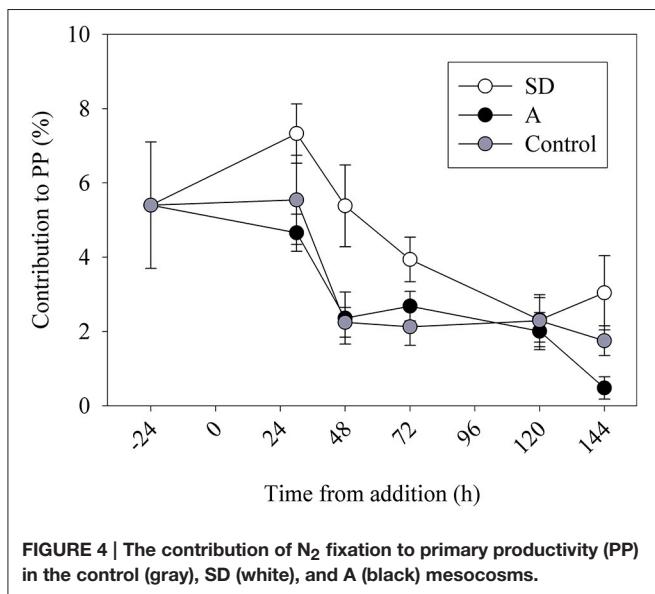 10
8
6
4
2
0
Contribution to PP (%)
SD
A
Control
-24 0 24 48 72 96 120 144
Time from addition (h)
FIGURE 4 | The contribution of N₂ fixation to primary productivity (PP)
in the control (gray), SD (white), and A (black) mesocosms.